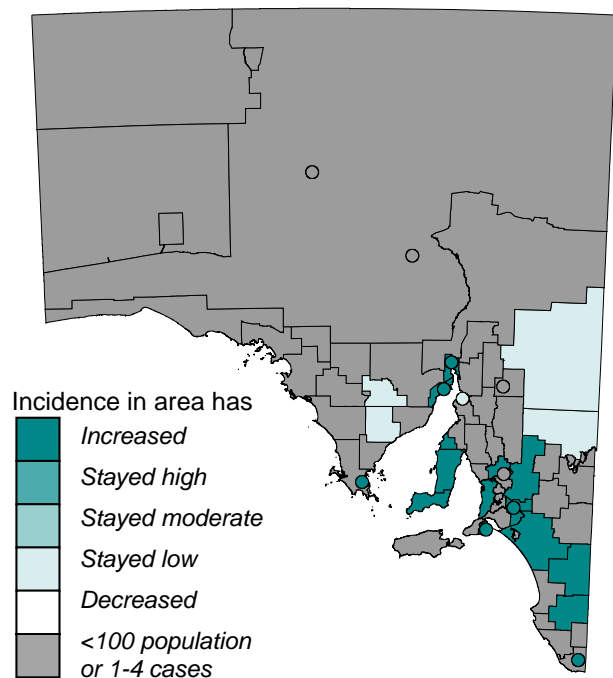 Incidence in area has
Increased
Stayed high
Stayed moderate
Stayed low
Decreased
<100 population
or 1-4 cases